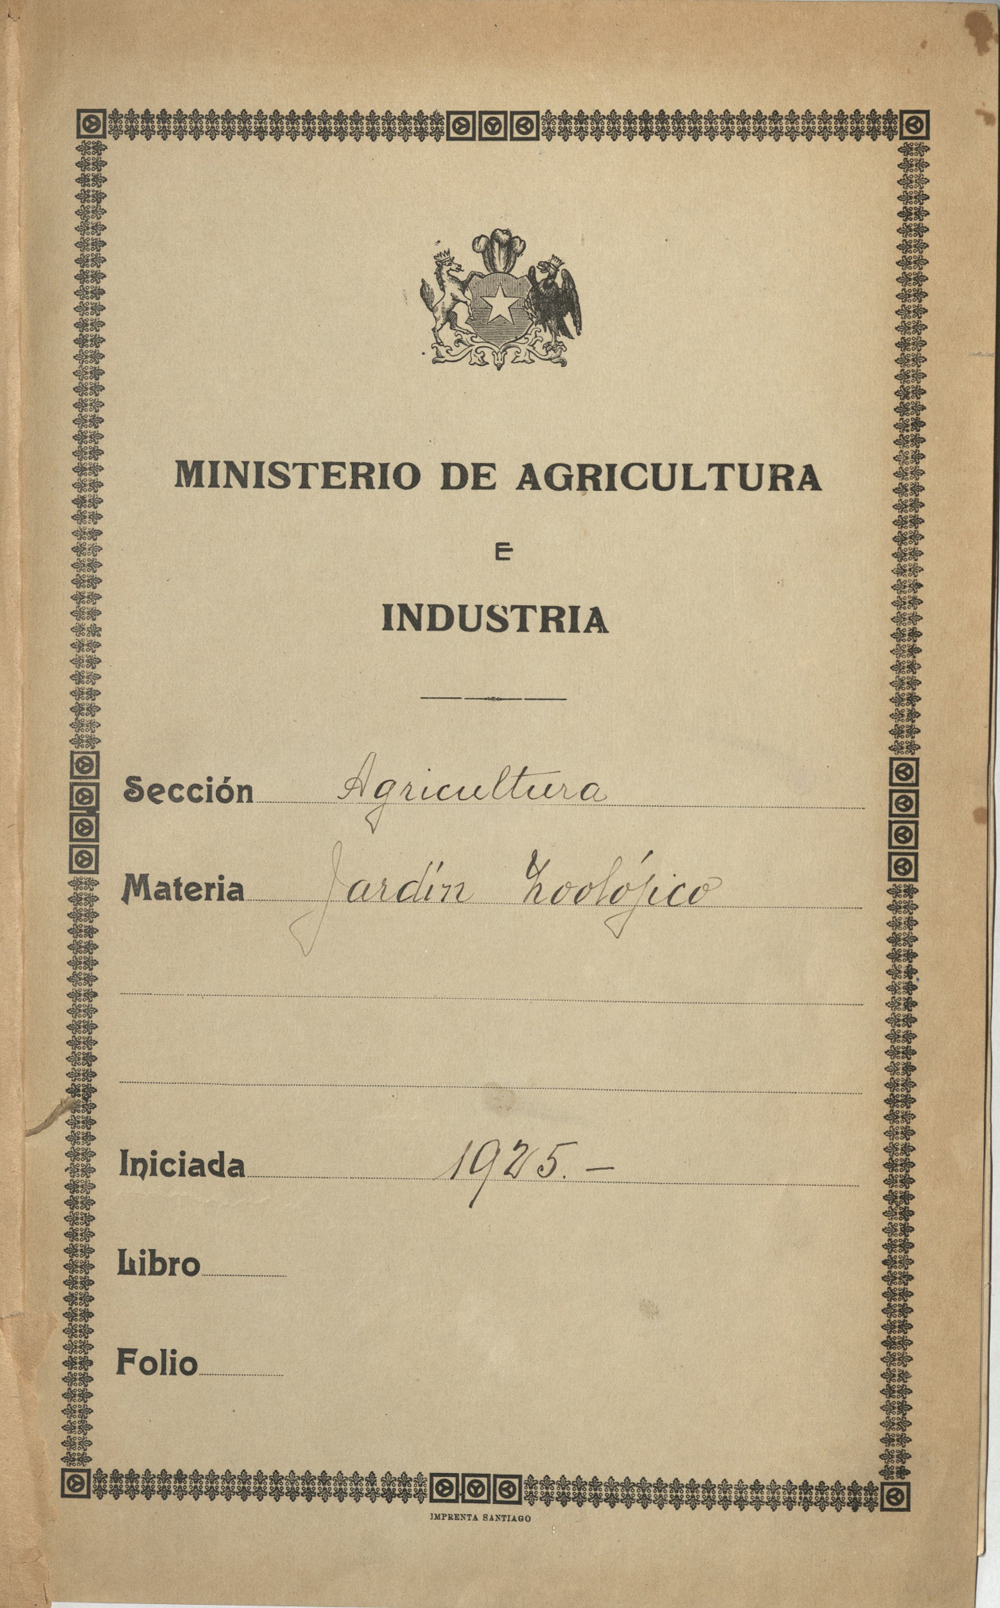 MINISTERIO DE AGRICULTURA
E
INDUSTRIA
Sección Agricultura
Materia Jardín Zoolójico
Iniciada 1925.—
Libro
Folio
IMPRENTA SANTIAGO